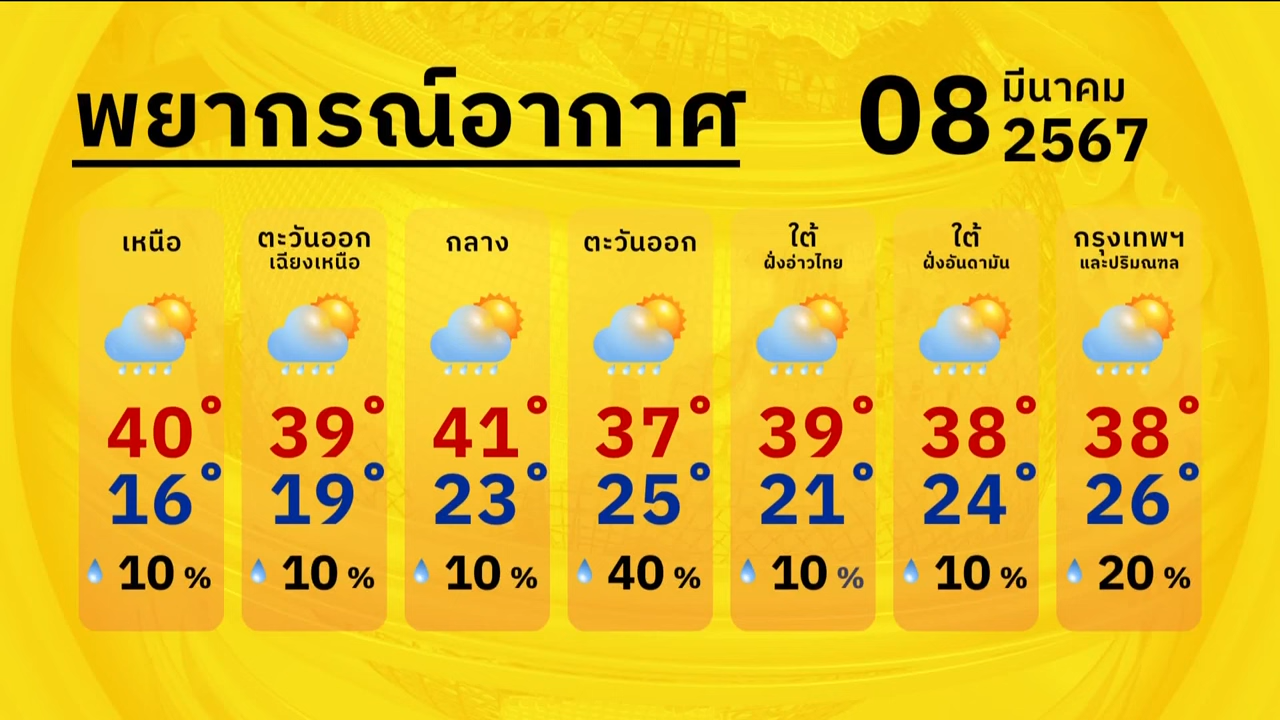 พยากรณ์อากาศ
08 มีนาคม
2567
เหนือ
40°
16°
10 %
ตะวันออก
เฉียงเหนือ
39°
19°
10 %
กลาง
41°
23°
10 %
ตะวันออก
37°
25°
40 %
ใต้
ฝั่งอ่าวไทย
39°
21°
10 %
ใต้
ฝั่งอันดามัน
38°
24°
10 %
กรุงเทพฯ
และปริมณฑล
38°
26°
20 %